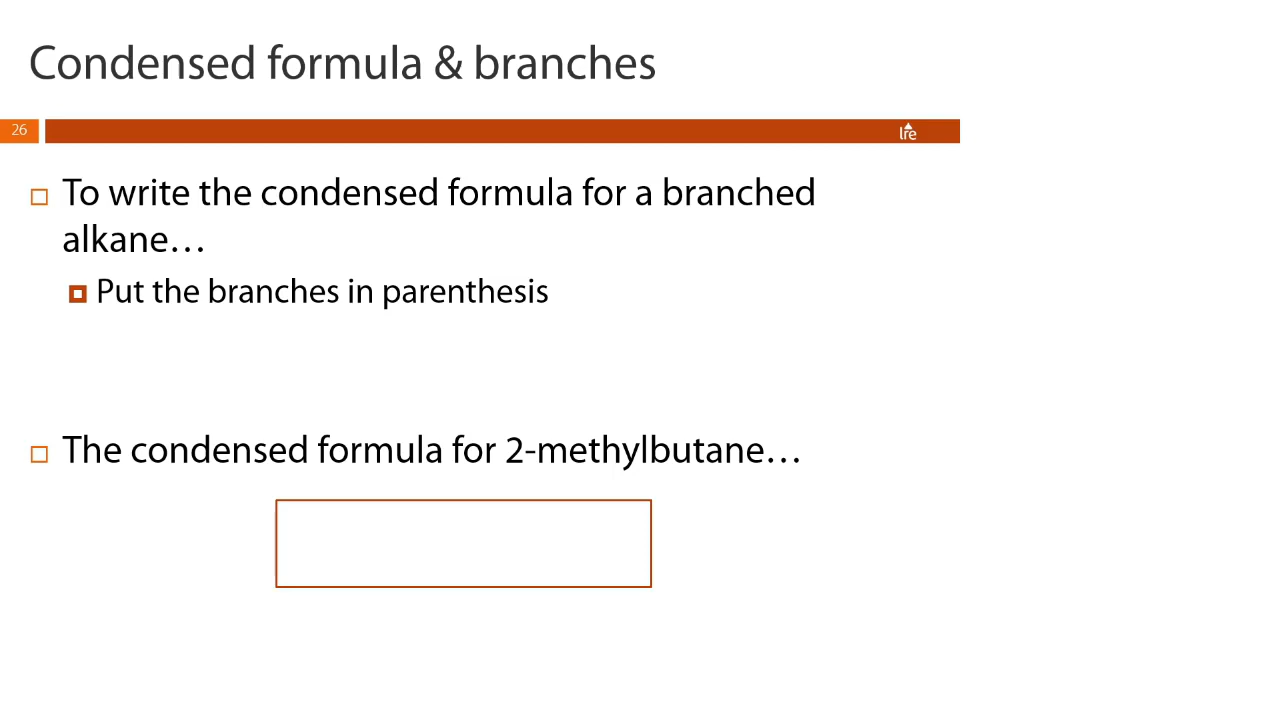 Condensed formula & branches
26
lre
To write the condensed formula for a branched
alkane…
Put the branches in parenthesis
The condensed formula for 2-methylbutane…